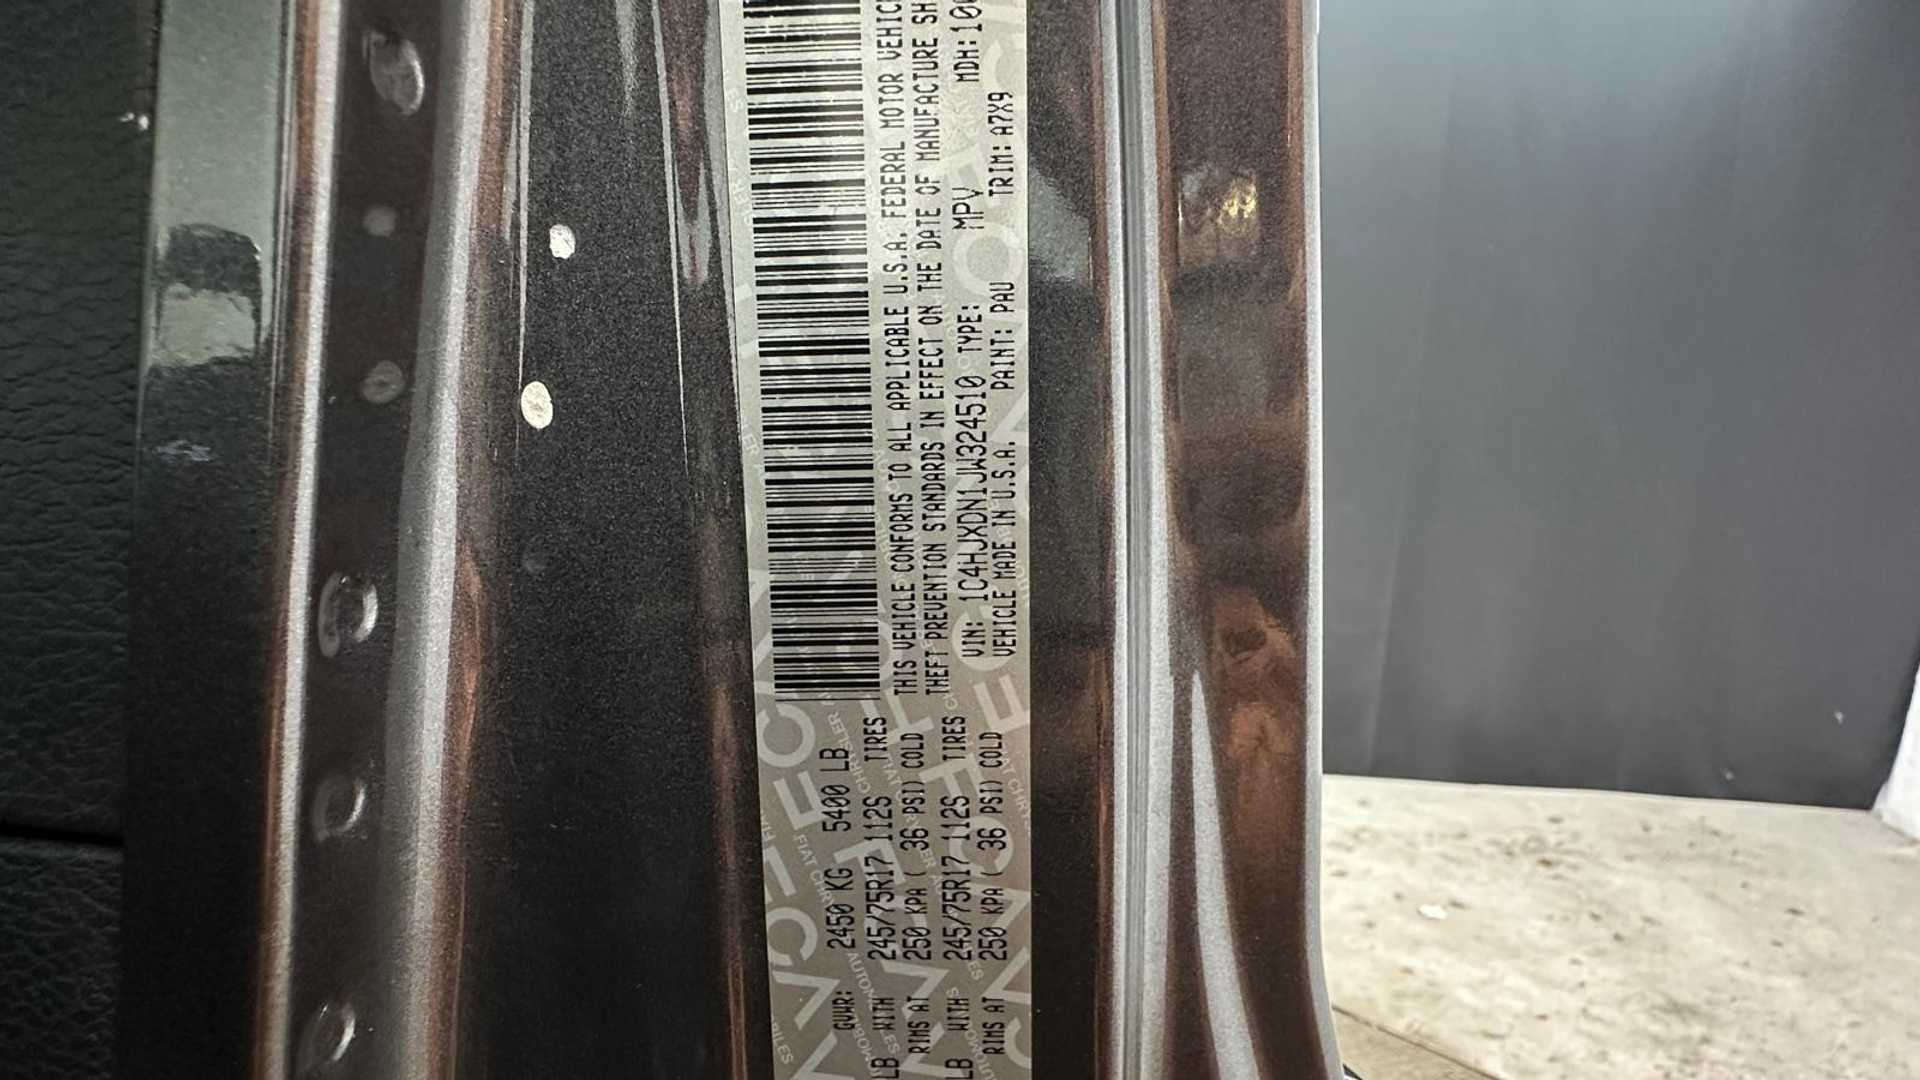 GVWR: 2450 KG 5400 LB
LB WITH 245/75R17 112S TIRES
RIMS AT 250 KPA ( 36 PSI) COLD
LB WITH 245/75R17 112S TIRES
RIMS AT 250 KPA ( 36 PSI) COLD
THIS VEHICLE CONFORMS TO ALL APPLICABLE U.S.A. FEDERAL MOTOR
THEFT PREVENTION STANDARDS IN EFFECT ON THE DATE OF MANUFACTURE
VIN: 1C4HJXDN1JW324510 TYPE: MPV
VEHICLE MADE IN U.S.A. PAINT: PAU TRIM: A7X9
MDH: